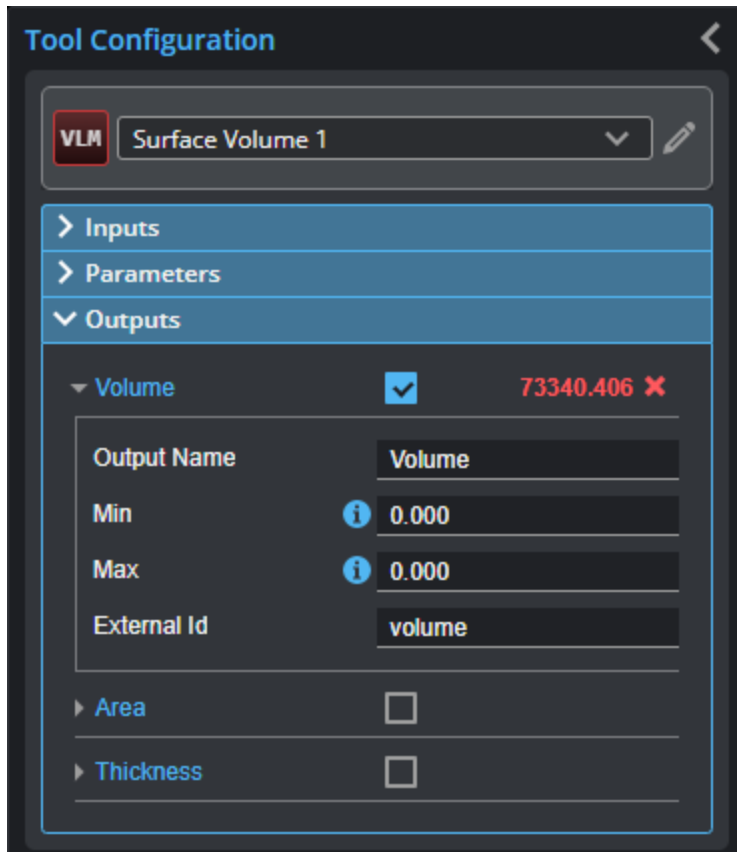 Tool Configuration
VLM Surface Volume 1
Inputs
Parameters
Outputs
Volume 73340.406
Output Name Volume
Min 0.000
Max 0.000
External Id volume
Area
Thickness